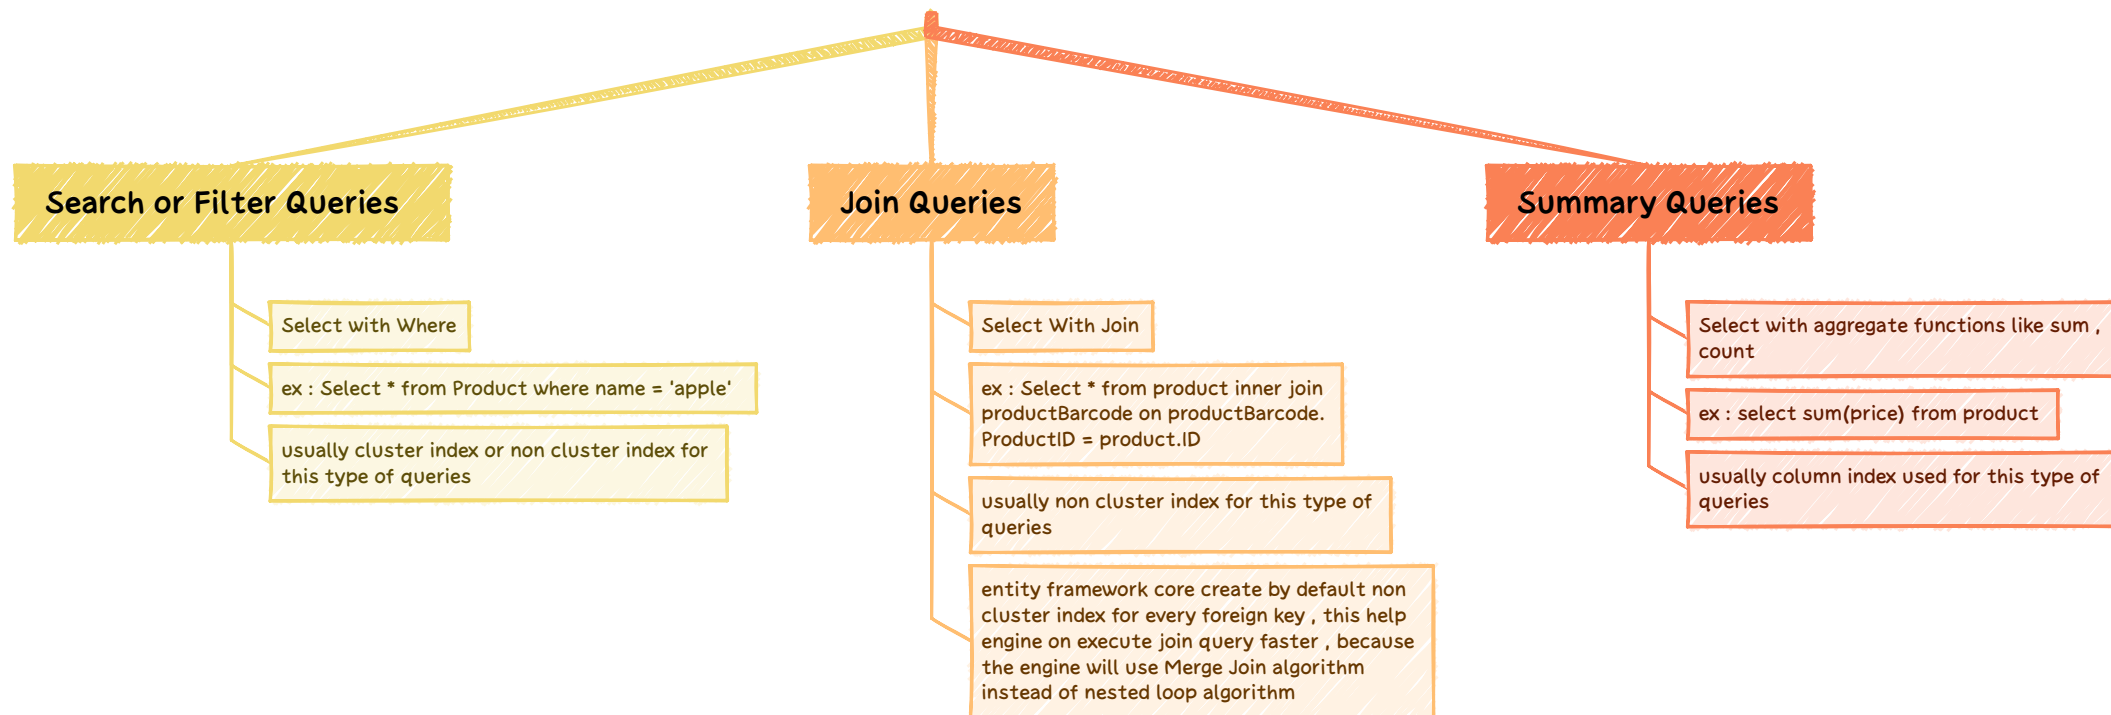 Search or Filter Queries
Select with Where
ex : Select * from Product where name = 'apple'
usually cluster index or non cluster index for
this type of queries
Join Queries
Select With Join
ex : Select * from product inner join
productBarcode on productBarcode.
ProductID = product.ID
usually non cluster index for this type of
queries
entity framework core create by default non
cluster index for every foreign key , this help
engine on execute join query faster , because
the engine will use Merge Join algorithm
instead of nested loop algorithm
Summary Queries
Select with aggregate functions like sum ,
count
ex : select sum(price) from product
usually column index used for this type of
queries